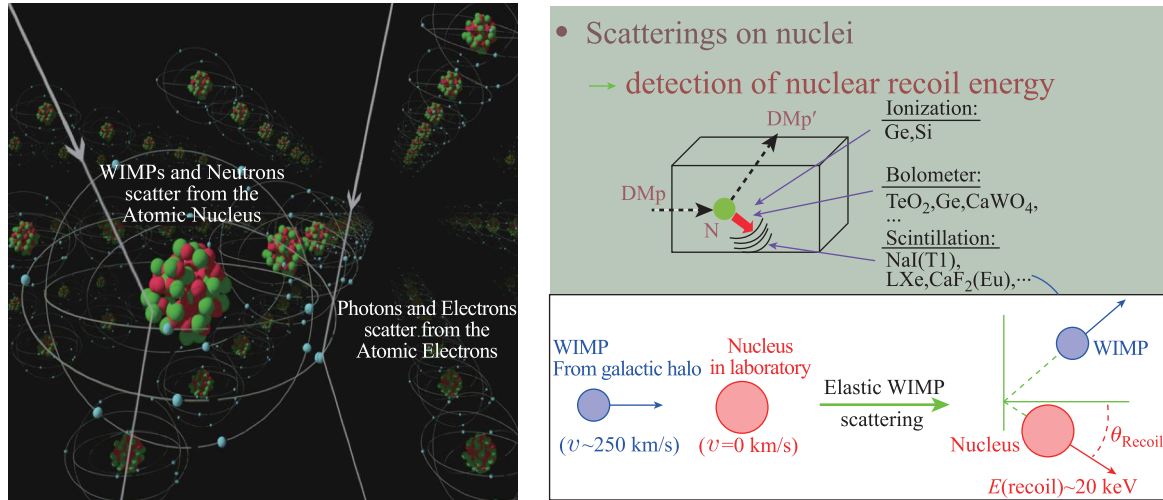 WIMPs and Neutrons
scatter from the
Atomic Nucleus
Photons and Electrons
scatter from the
Atomic Electrons
• Scatterings on nuclei
→ detection of nuclear recoil energy
DMp′
Ionization:
Ge,Si
DMp
N
Bolometer:
TeO₂,Ge,CaWO₄,
...
Scintillation:
NaI(T1),
LXe,CaF₂(Eu),···
WIMP
From galactic halo
(v~250 km/s)
Nucleus
in laboratory
(v=0 km/s)
Elastic WIMP
scattering
WIMP
Nucleus
θRecoil
E(recoil)~20 keV